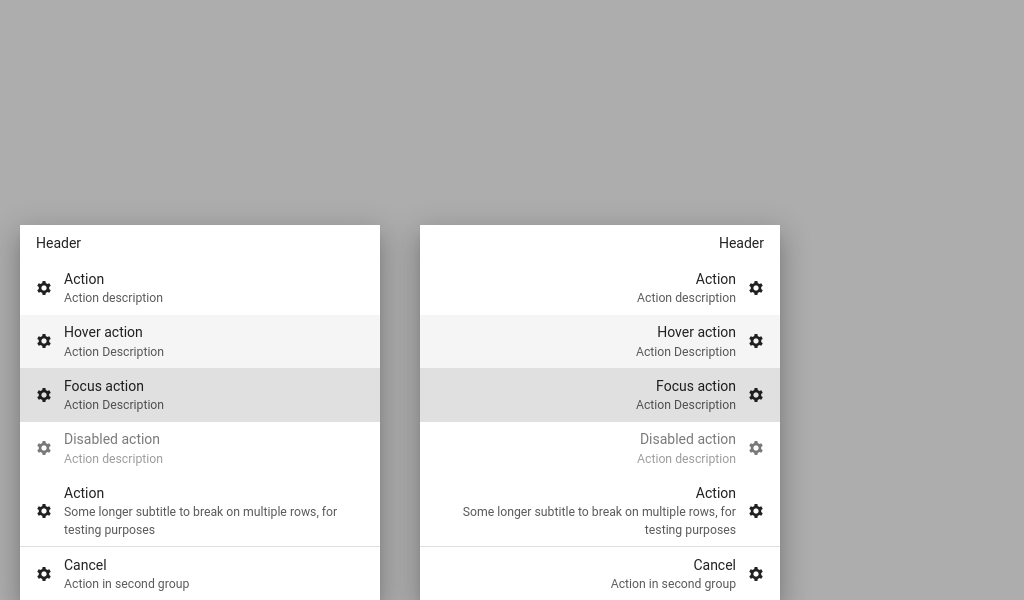 Header
Action
Action description
Hover action
Action Description
Focus action
Action Description
Disabled action
Action description
Action
Some longer subtitle to break on multiple rows, for
testing purposes
Cancel
Action in second group
Header
Action
Action description
Hover action
Action Description
Focus action
Action Description
Disabled action
Action description
Action
Some longer subtitle to break on multiple rows, for
testing purposes
Cancel
Action in second group